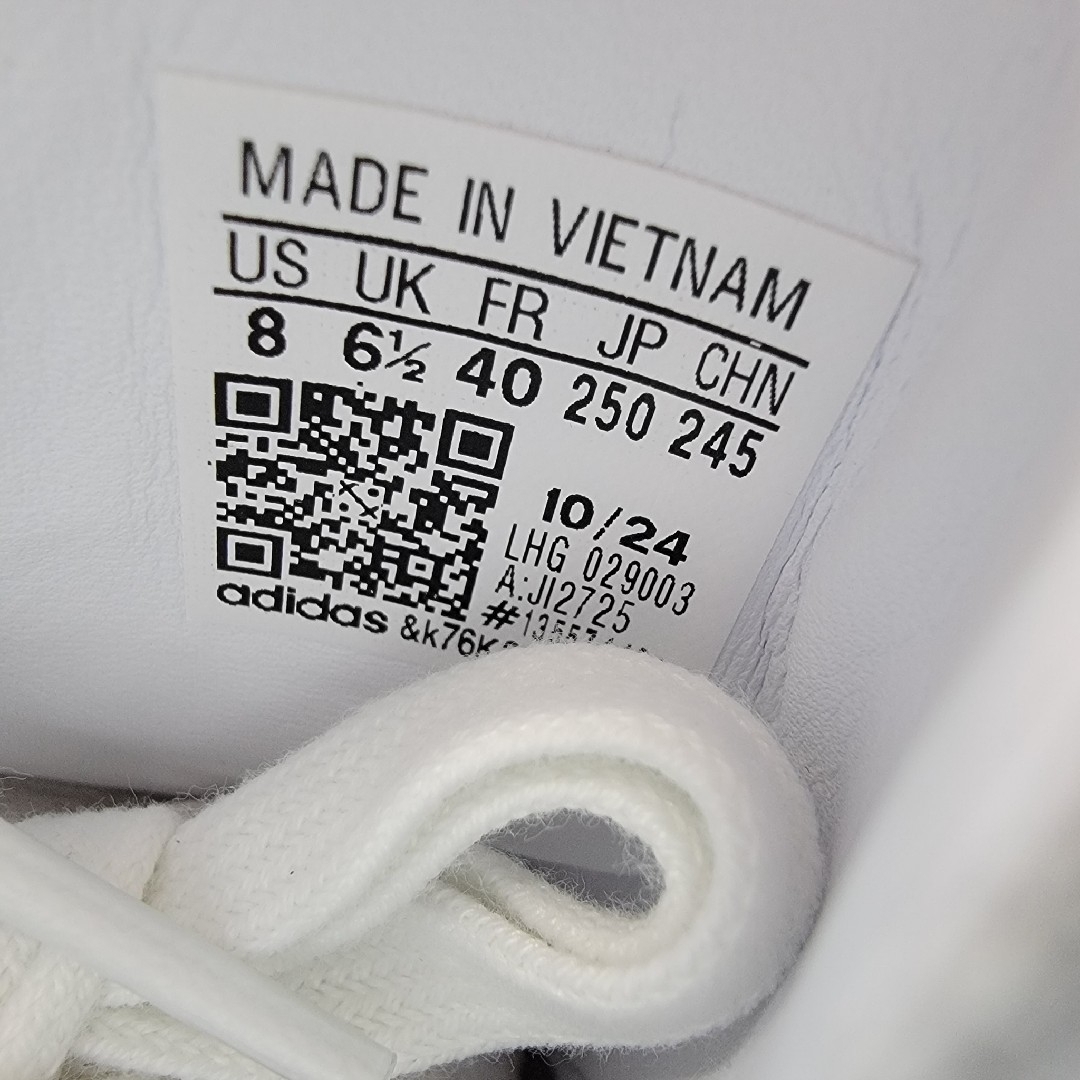 MADE IN VIETNAM
US UK FR JP CHN
8 6½ 40 250 245
10/24
LHG 029003
A:JI2725
adidas